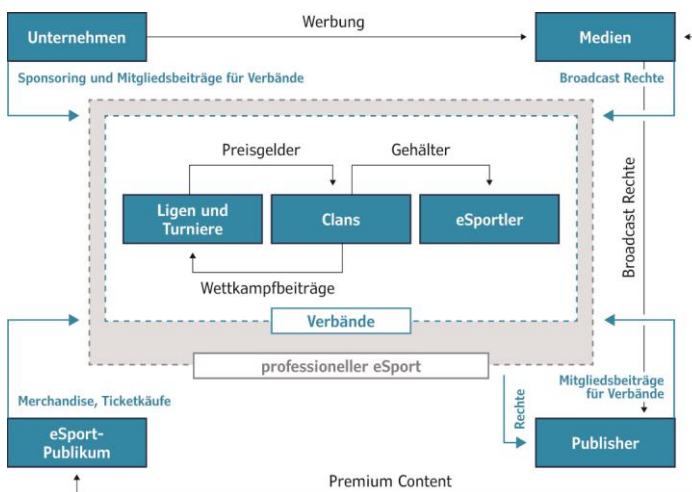 Werbung
Unternehmen
Medien
Sponsoring und Mitgliedsbeiträge für Verbände
Broadcast Rechte
Preisgelder
Gehälter
Ligen und
Turniere
Clans
eSportler
Broadcast Rechte
Wettkampfbeiträge
Verbände
professioneller eSport
Merchandise, Ticketkäufe
Rechte
Mitgliedsbeiträge
für Verbände
eSport-
Publikum
Publisher
Premium Content